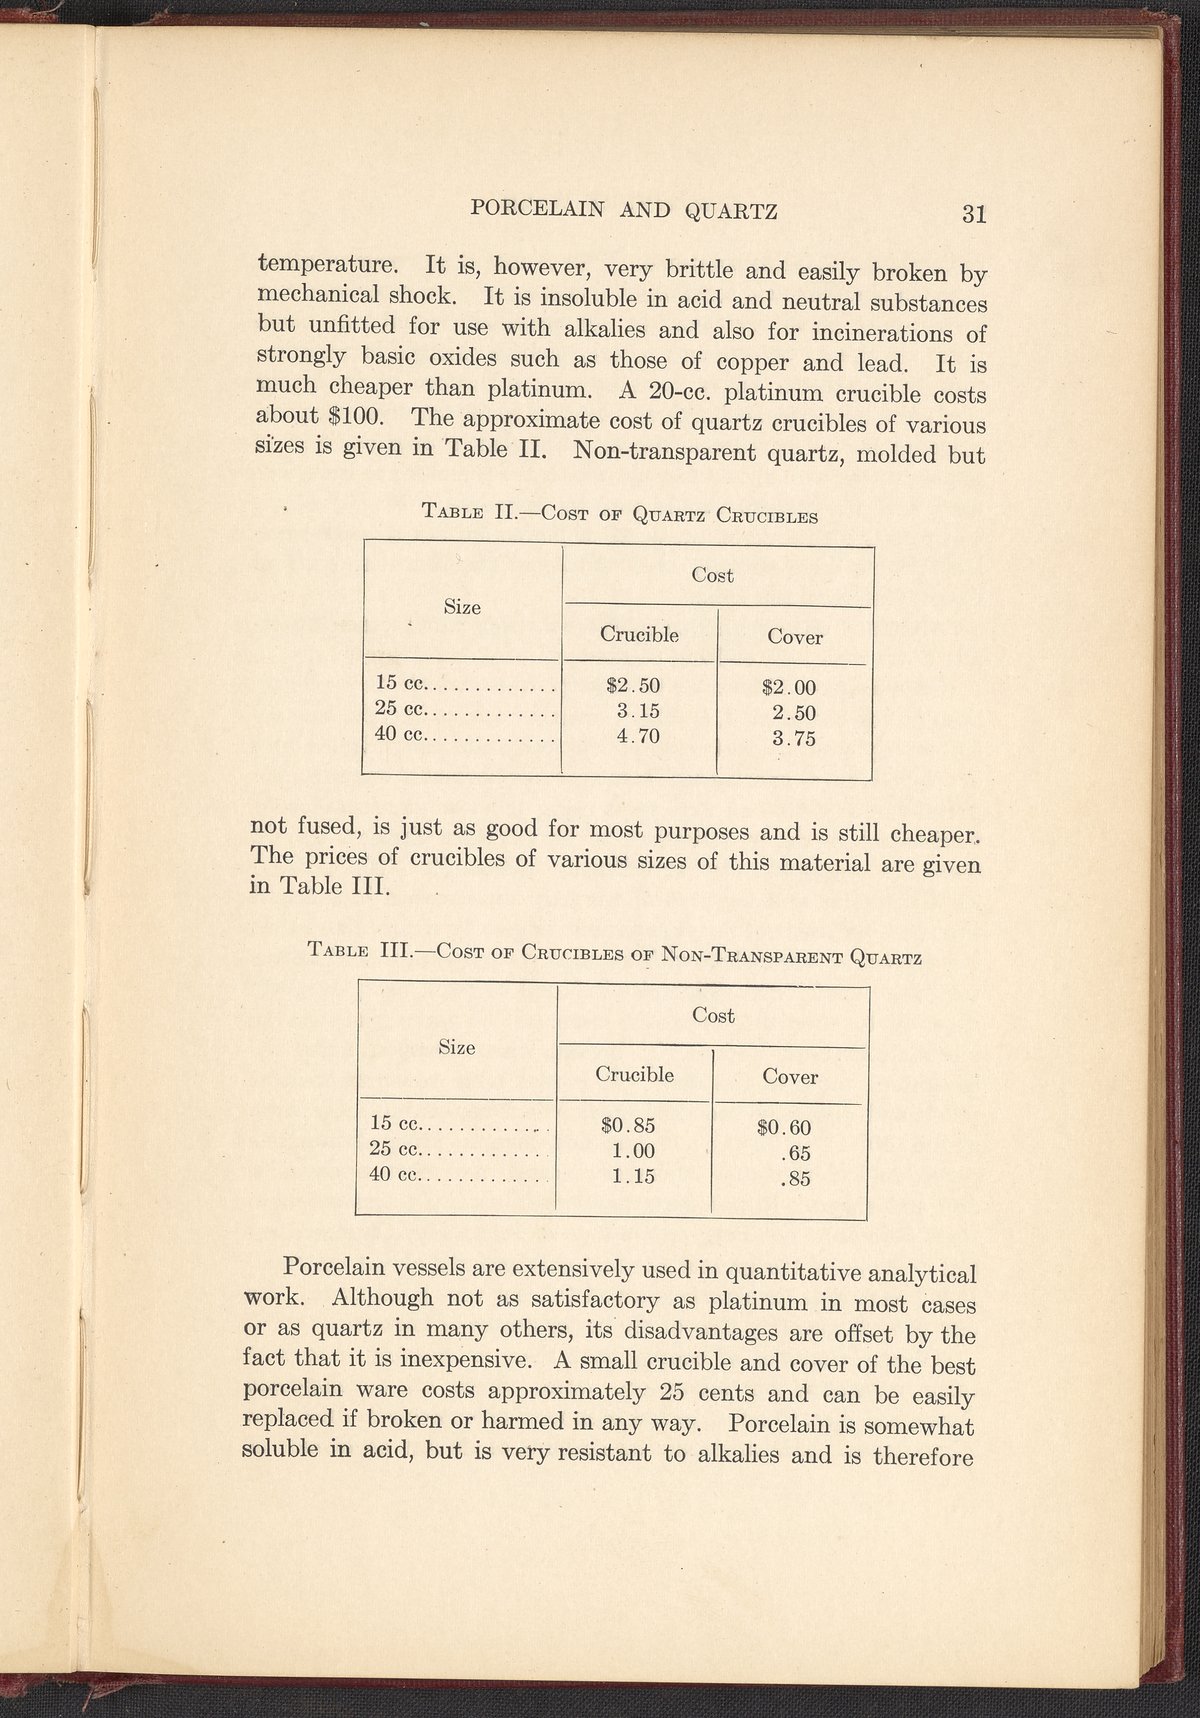 PORCELAIN AND QUARTZ 31
temperature. It is, however, very brittle and easily broken by
mechanical shock. It is insoluble in acid and neutral substances
but unfitted for use with alkalies and also for incinerations of
strongly basic oxides such as those of copper and lead. It is
much cheaper than platinum. A 20-cc. platinum crucible costs
about $100. The approximate cost of quartz crucibles of various
sizes is given in Table II. Non-transparent quartz, molded but
TABLE II.—COST OF QUARTZ CRUCIBLES
Cost
Size
Crucible Cover
15 cc............. $2.50 $2.00
25 cc............. 3.15 2.50
40 cc............. 4.70 3.75
not fused, is just as good for most purposes and is still cheaper.
The prices of crucibles of various sizes of this material are given
in Table III.
TABLE III.—COST OF CRUCIBLES OF NON-TRANSPARENT QUARTZ
Cost
Size
Crucible Cover
15 cc............. $0.85 $0.60
25 cc............. 1.00 .65
40 cc............. 1.15 .85
Porcelain vessels are extensively used in quantitative analytical
work. Although not as satisfactory as platinum in most cases
or as quartz in many others, its disadvantages are offset by the
fact that it is inexpensive. A small crucible and cover of the best
porcelain ware costs approximately 25 cents and can be easily
replaced if broken or harmed in any way. Porcelain is somewhat
soluble in acid, but is very resistant to alkalies and is therefore